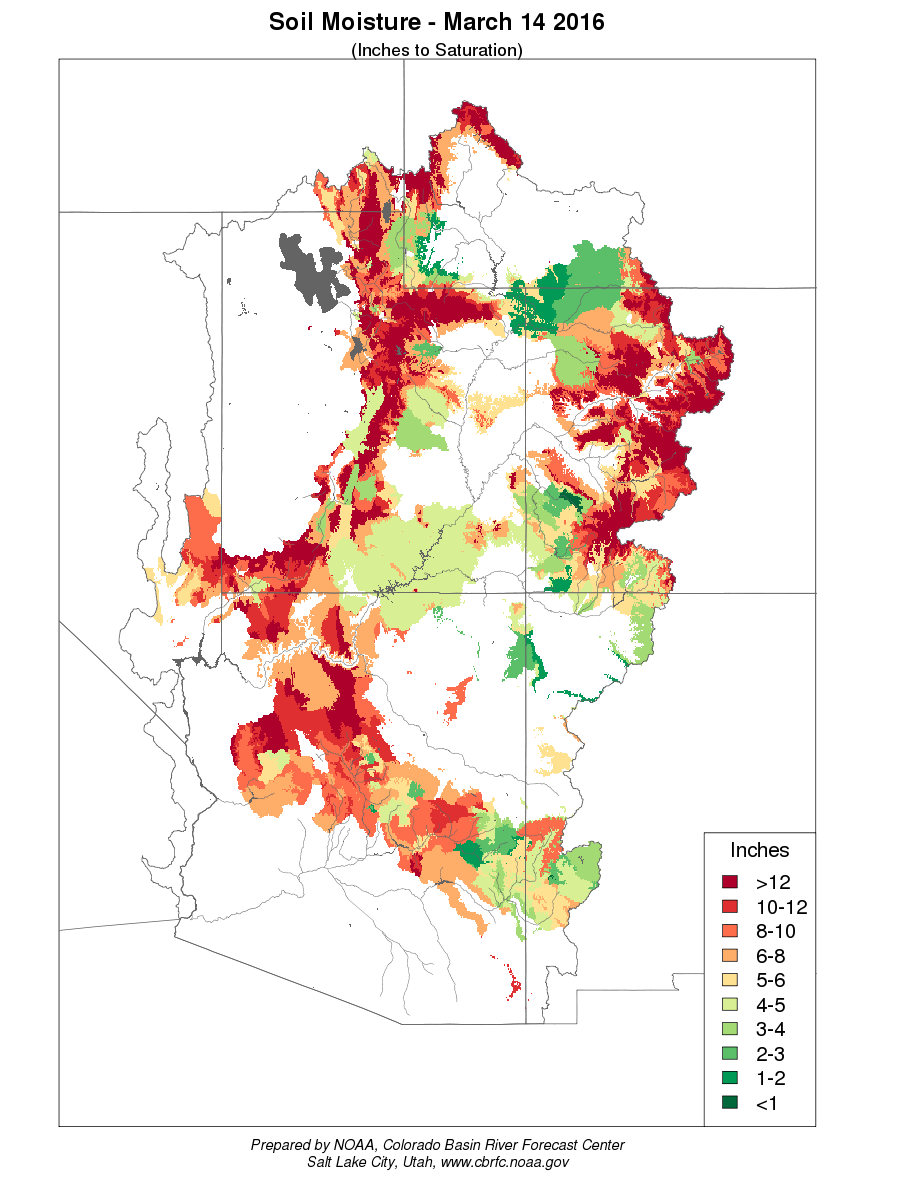 Soil Moisture - March 14 2016
(Inches to Saturation)
Inches
>12
10-12
8-10
6-8
5-6
4-5
3-4
2-3
1-2
<1
Prepared by NOAA, Colorado Basin River Forecast Center
Salt Lake City, Utah, www.cbrfc.noaa.gov